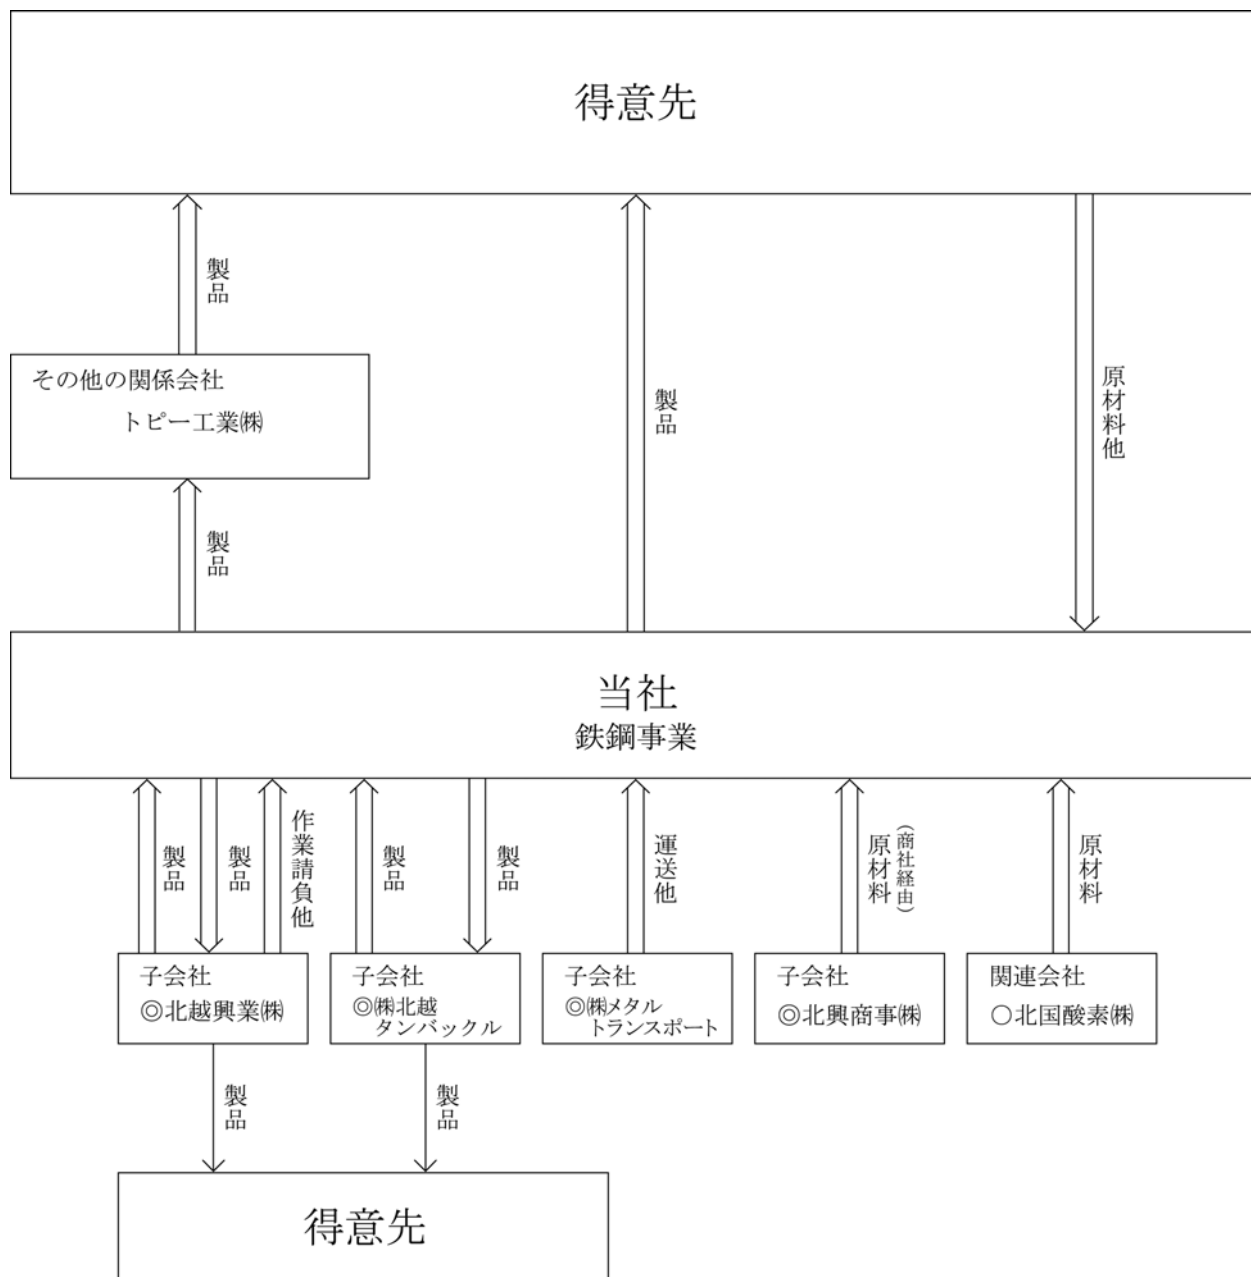 得意先
製品
その他の関係会社
トピー工業㈱
製品
原材料他
製品
当社
鉄鋼事業
製品
製品
作業請負他
製品
製品
運送他
原材料
(商社経由)
原材料
子会社
◎北越興業㈱
子会社
◎㈱北越
タンバックル
子会社
◎㈱メタル
トランスポート
子会社
◎北興商事㈱
関連会社
○北国酸素㈱
製品
製品
得意先